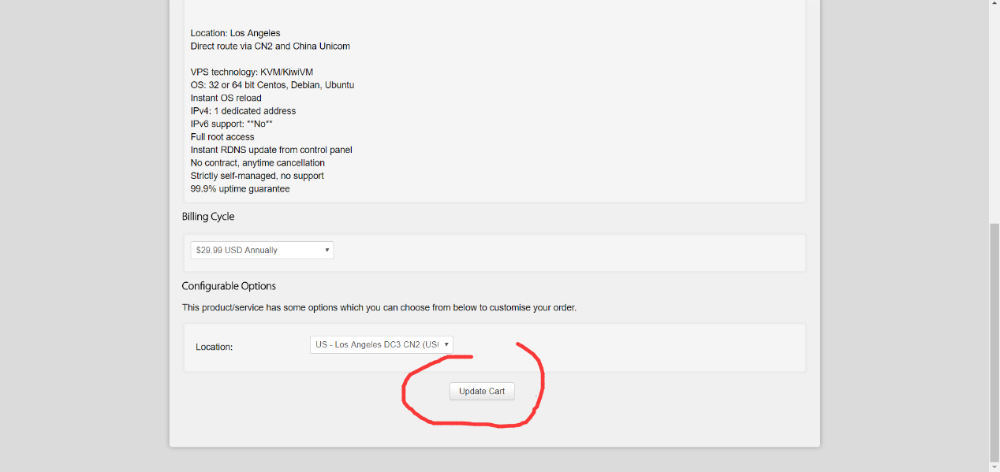 Location: Los Angeles
Direct route via CN2 and China Unicom
VPS technology: KVM/KiwiVM
OS: 32 or 64 bit Centos, Debian, Ubuntu
Instant OS reload
IPv4: 1 dedicated address
IPv6 support: **No**
Full root access
Instant RDNS update from control panel
No contract, anytime cancellation
Strictly self-managed, no support
99.9% uptime guarantee
Billing Cycle
$29.99 USD Annually
Configurable Options
This product/service has some options which you can choose from below to customise your order.
Location: US - Los Angeles DC3 CN2 (US
Update Cart